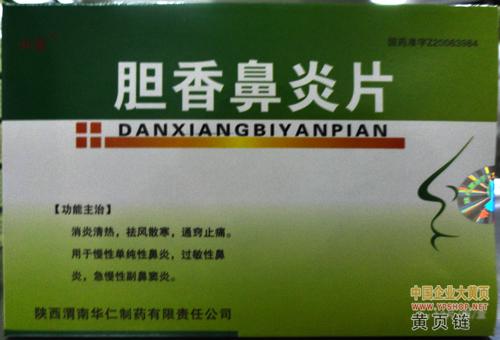 国药准字Z20063984
胆香鼻炎片
DANXIANGBIYANPIAN
【功能主治】
消炎清热，祛风散寒，通窍止痛。
用于慢性单纯性鼻炎，过敏性鼻
炎，急慢性副鼻窦炎。
陕西渭南华仁制药有限责任公司
中国企业大黄页
WWW.YPSHOP.NET
黄页链